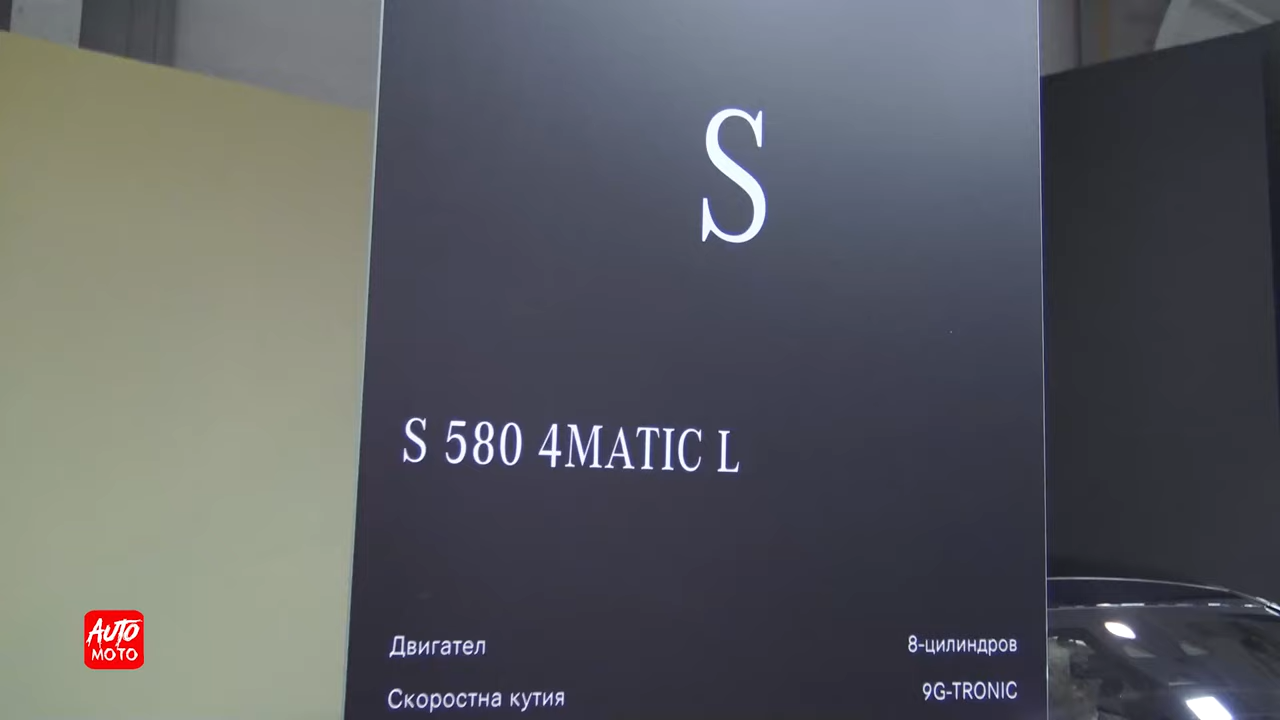 S
S 580 4MATIC L
Двигател 8-цилиндров
Скоростна кутия 9G-TRONIC
AUTO
MOTO